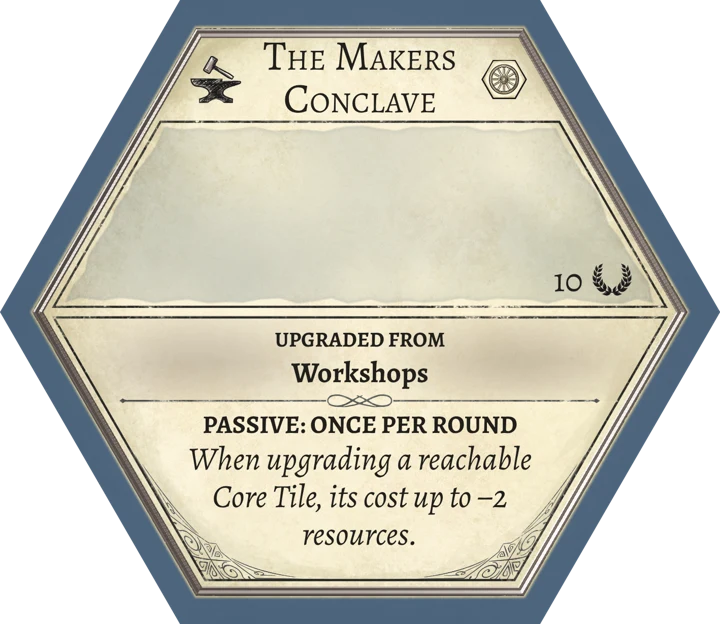 The Makers
Conclave
10
UPGRADED FROM
Workshops
PASSIVE: ONCE PER ROUND
When upgrading a reachable
Core Tile, its cost up to –2
resources.